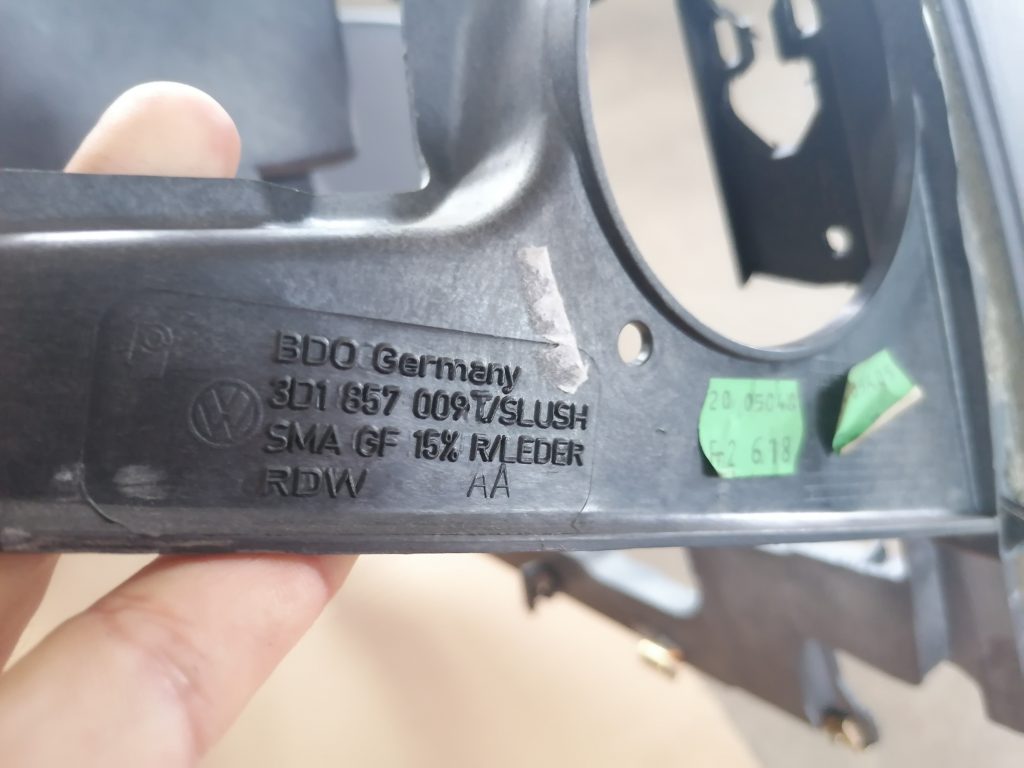 BDO Germany
3D1 857 009T/SLUSH
SMA GF 15% R/LEDER
RDW AA